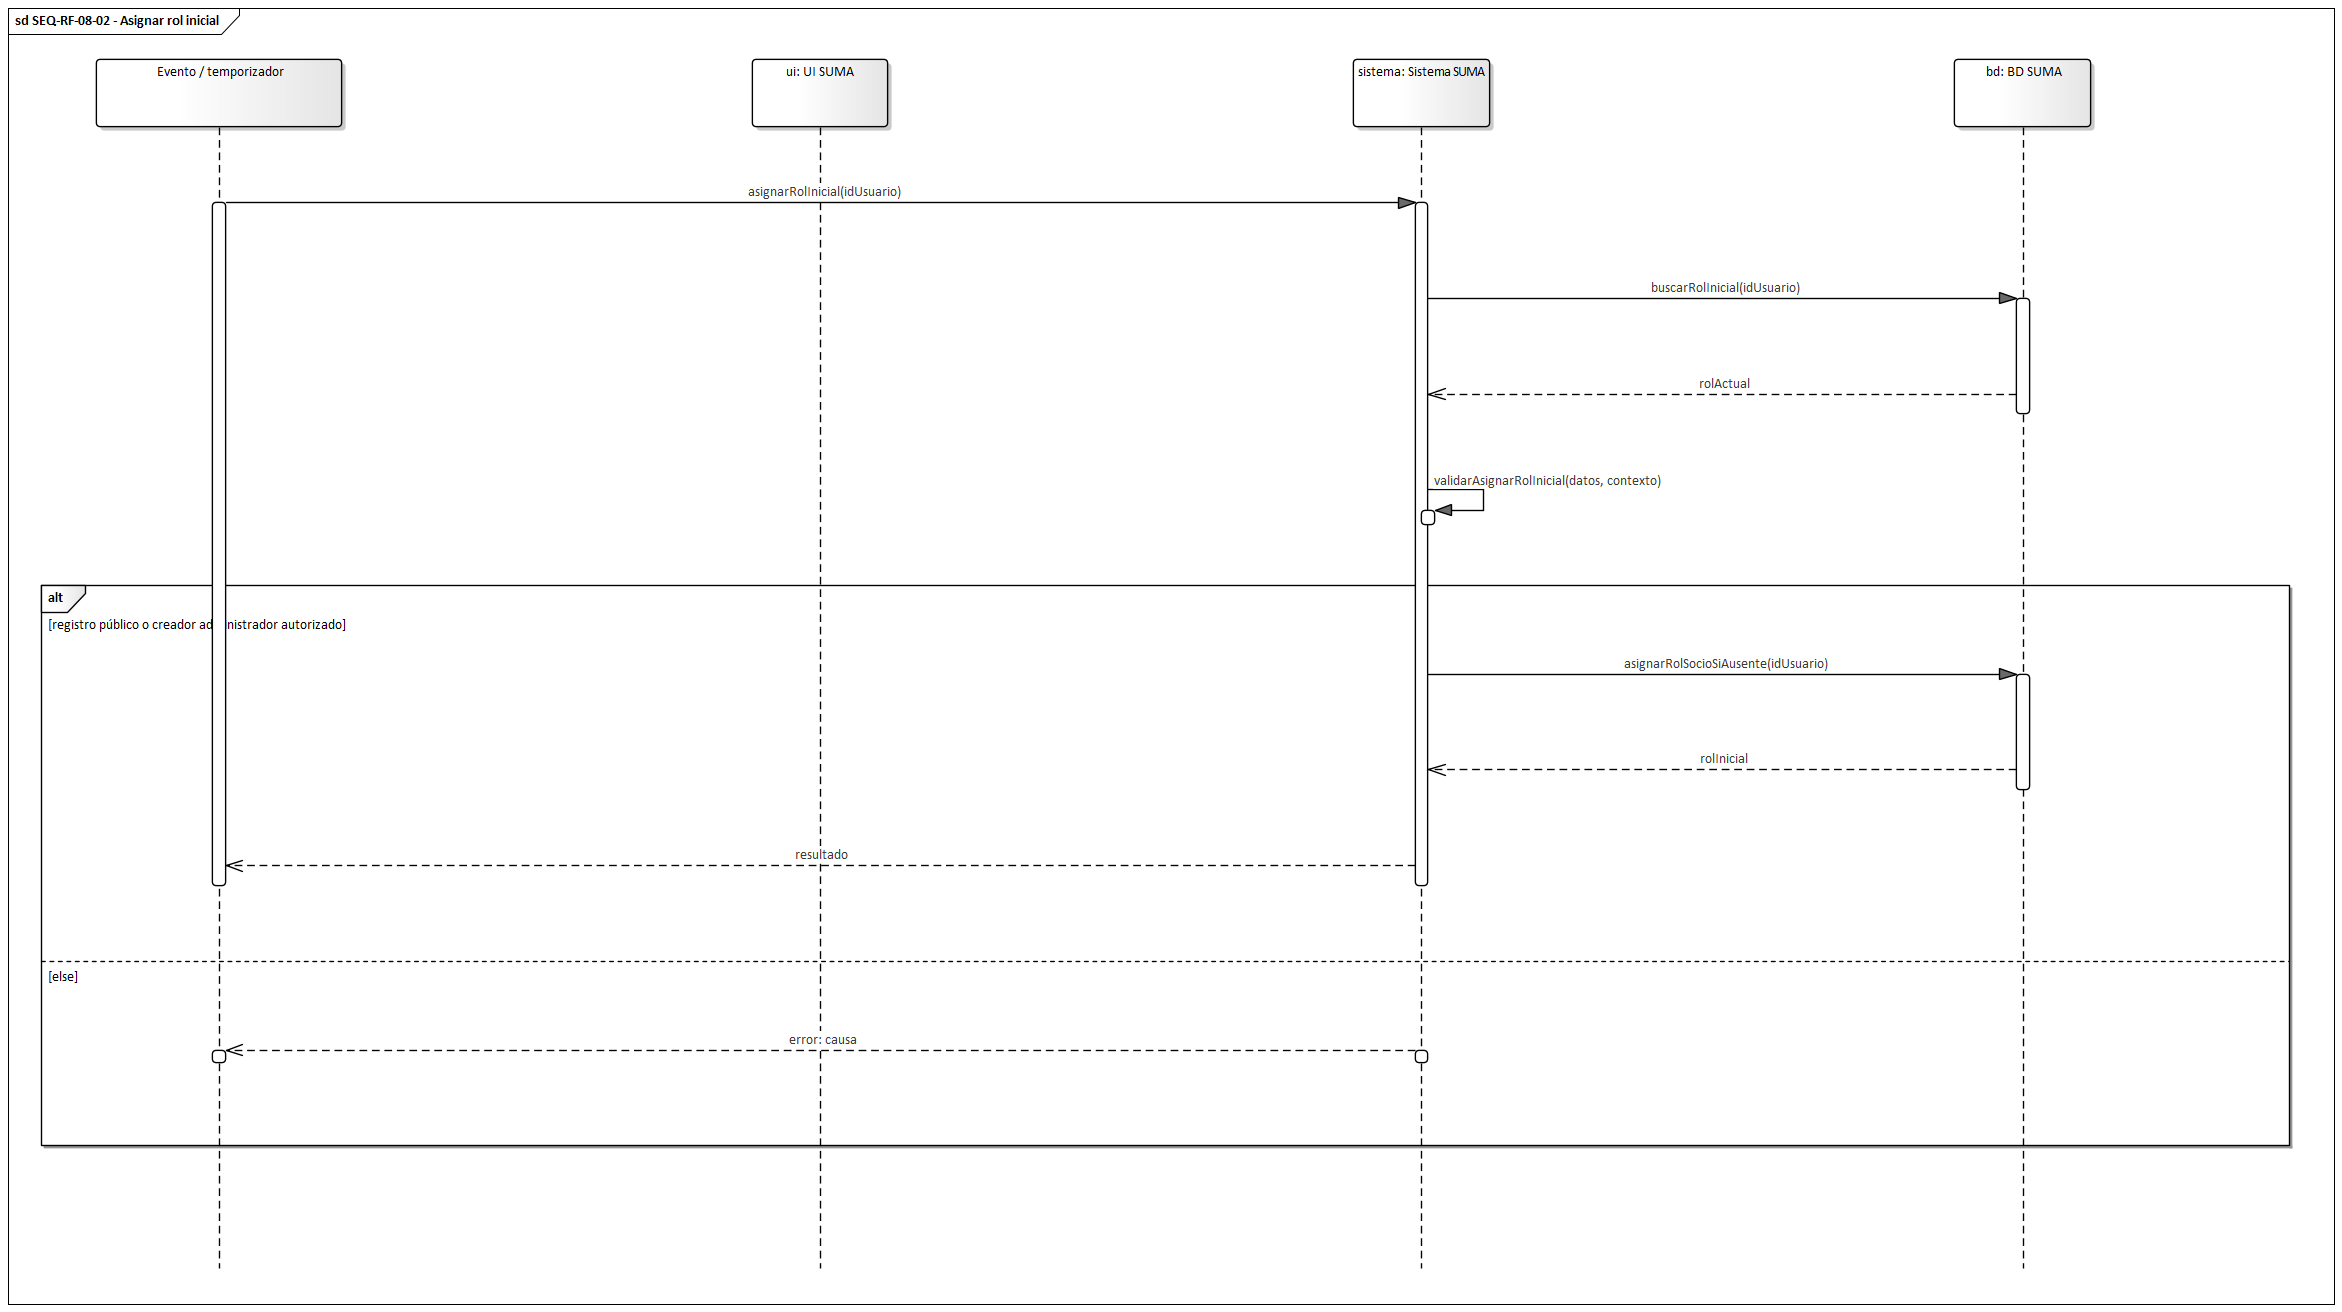 sd SEQ-RF-08-02 - Asignar rol inicial
Evento / temporizador
ui: UI SUMA
sistema: Sistema SUMA
bd: BD SUMA
asignarRolInicial(idUsuario)
buscarRolInicial(idUsuario)
rolActual
validarAsignarRolInicial(datos, contexto)
alt
[registro público o creador ad nistrador autorizado]
asignarRolSocioSiAusente(idUsuario)
rolInicial
resultado
[else]
error: causa